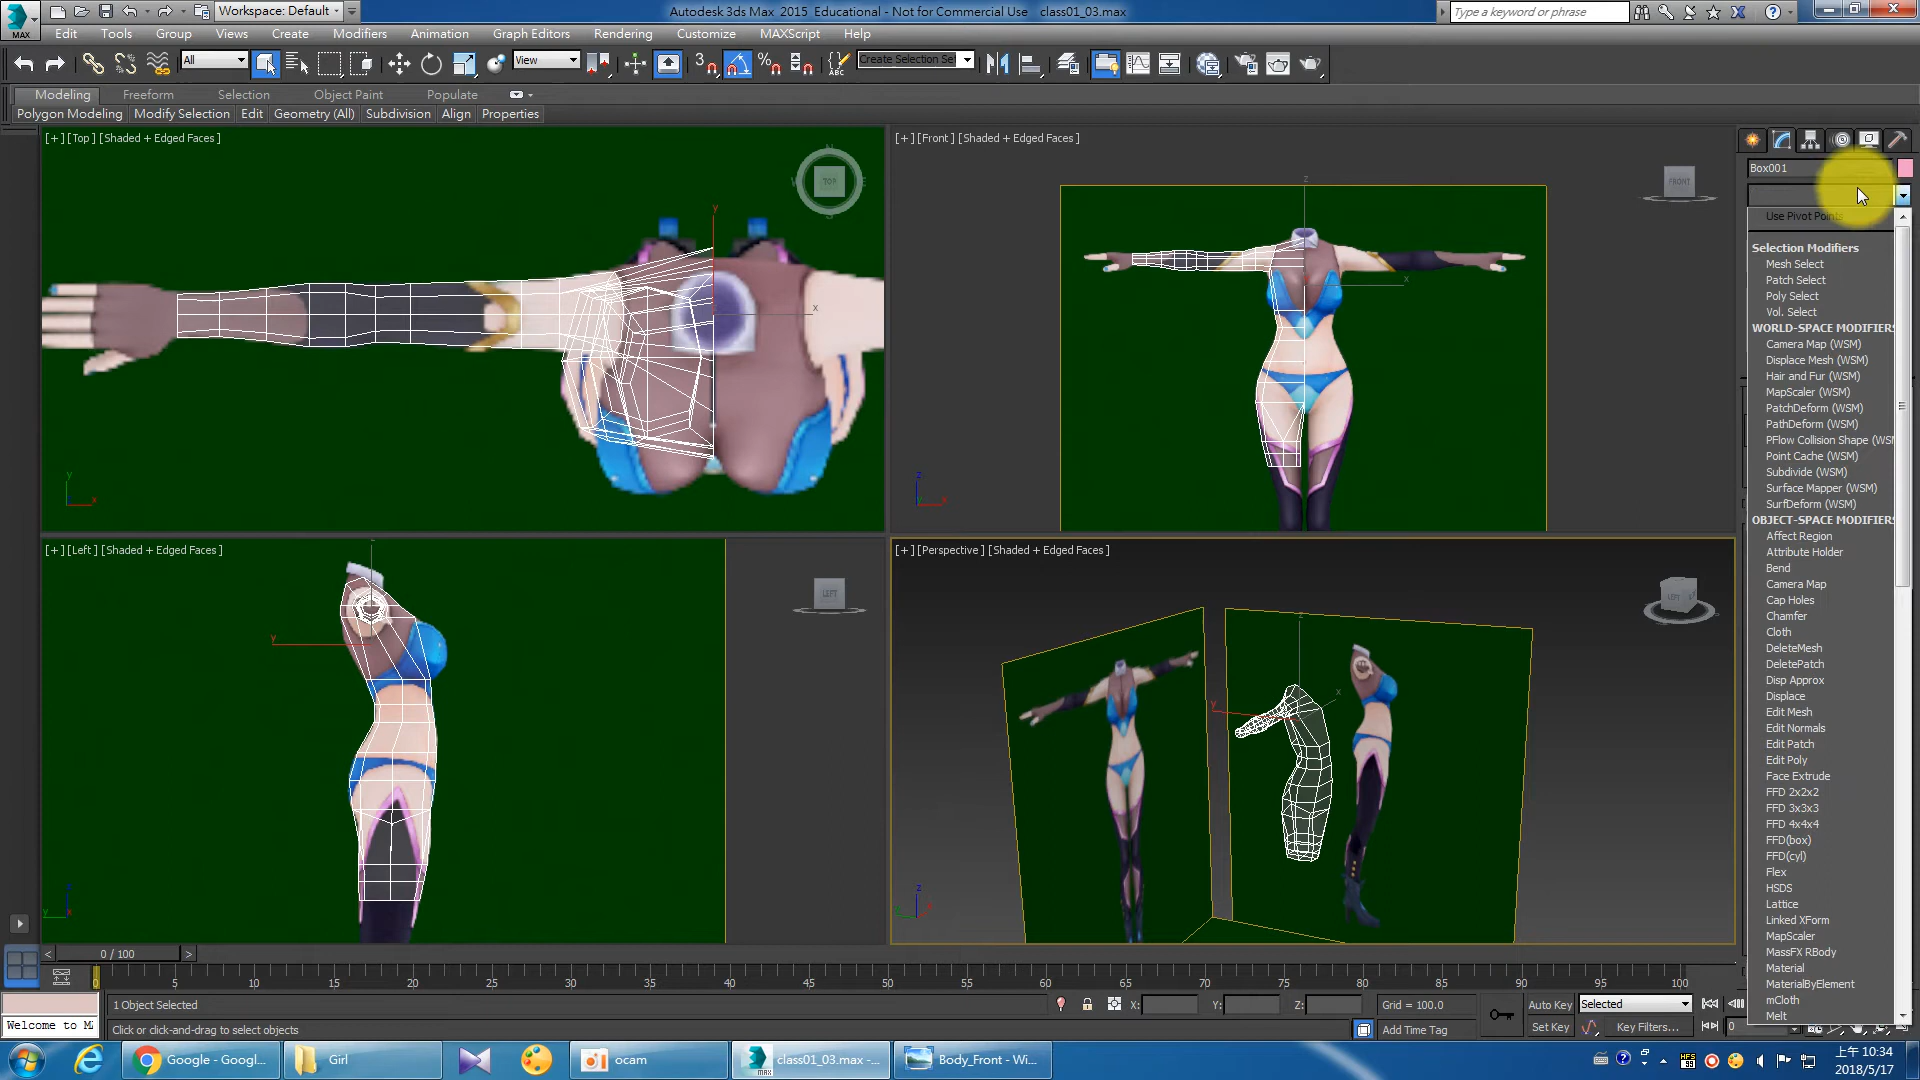 MAX
Workspace: Default
Autodesk 3ds Max 2015 Educational - Not for Commercial Use class01_03.max
Type a keyword or phrase
Edit Tools Group Views Create Modifiers Animation Graph Editors Rendering Customize MAXScript Help
All View Create Selection Se
Modeling Freeform Selection Object Paint Populate
Polygon Modeling Modify Selection Edit Geometry (All) Subdivision Align Properties
[+] [Top] [Shaded + Edged Faces]
TOP
[+] [Front] [Shaded + Edged Faces]
FRONT
[+] [Left] [Shaded + Edged Faces]
LEFT
[+] [Perspective] [Shaded + Edged Faces]
LEFT
Box001
Use Pivot Points
Selection Modifiers
Mesh Select
Patch Select
Poly Select
Vol. Select
WORLD-SPACE MODIFIERS
Camera Map (WSM)
Displace Mesh (WSM)
Hair and Fur (WSM)
MapScaler (WSM)
PatchDeform (WSM)
PathDeform (WSM)
PFlow Collision Shape (WSM
Point Cache (WSM)
Subdivide (WSM)
Surface Mapper (WSM)
SurfDeform (WSM)
OBJECT-SPACE MODIFIERS
Affect Region
Attribute Holder
Bend
Camera Map
Cap Holes
Chamfer
Cloth
DeleteMesh
DeletePatch
Disp Approx
Displace
Edit Mesh
Edit Normals
Edit Patch
Edit Poly
Face Extrude
FFD 2x2x2
FFD 3x3x3
FFD 4x4x4
FFD(box)
FFD(cyl)
Flex
HSDS
Lattice
Linked XForm
MapScaler
MassFX RBody
Material
MaterialByElement
mCloth
Melt
< 0 / 100 >
0 5 10 15 20 25 30 35 40 45 50 55 60 65 70 75 80 85 90 95 100
1 Object Selected X: Y: Z: Grid = 100.0 Auto Key Selected
Welcome to M
Click or click-and-drag to select objects Add Time Tag Set Key Key Filters... 0
Google - Googl... Girl ocam class01_03.max -... Body_Front - Wi...
上午 10:34
2018/5/17